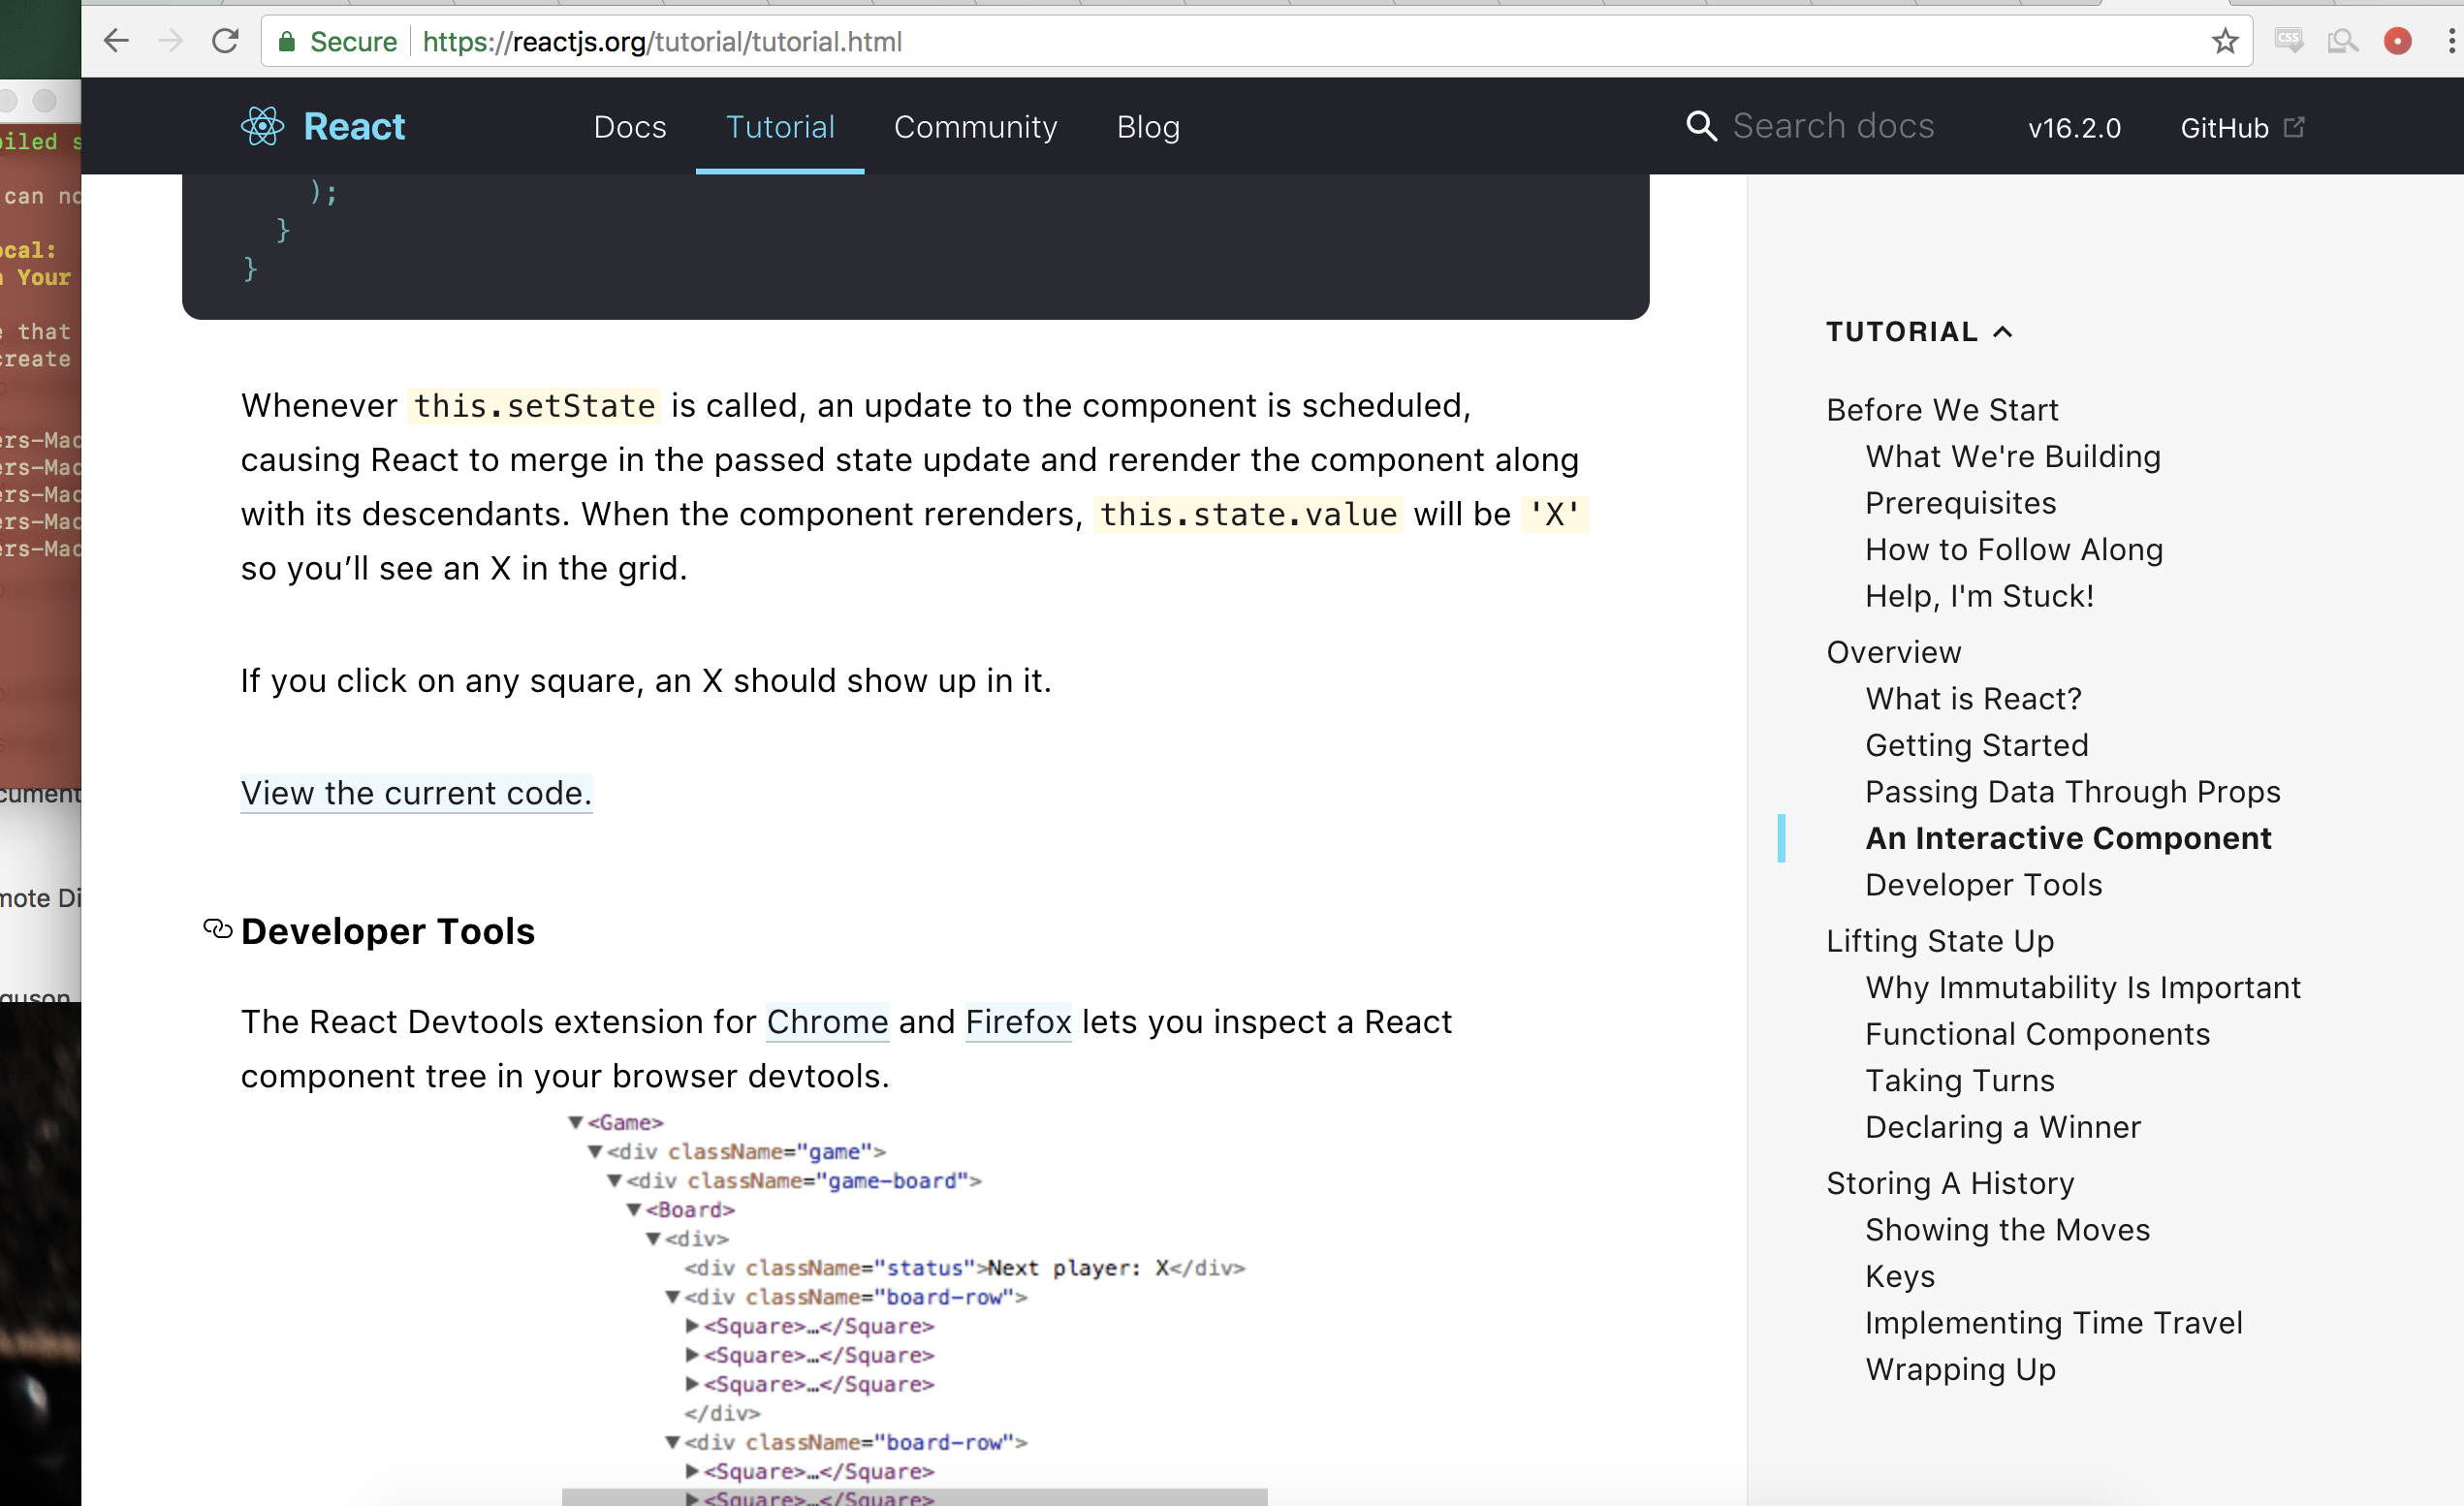 Secure https://reactjs.org/tutorial/tutorial.html
React Docs Tutorial Community Blog Search docs v16.2.0 GitHub
);
}
}
Whenever this.setState is called, an update to the component is scheduled,
causing React to merge in the passed state update and rerender the component along
with its descendants. When the component rerenders, this.state.value will be 'X'
so you’ll see an X in the grid.
If you click on any square, an X should show up in it.
View the current code.
Developer Tools
The React Devtools extension for Chrome and Firefox lets you inspect a React
component tree in your browser devtools.
▼<Game>
▼<div className="game">
▼<div className="game-board">
▼<Board>
▼<div>
<div className="status">Next player: X</div>
▼<div className="board-row">
▶<Square>…</Square>
▶<Square>…</Square>
▶<Square>…</Square>
</div>
▼<div className="board-row">
▶<Square>…</Square>
▶<Square>…</Square>
TUTORIAL
Before We Start
What We're Building
Prerequisites
How to Follow Along
Help, I'm Stuck!
Overview
What is React?
Getting Started
Passing Data Through Props
An Interactive Component
Developer Tools
Lifting State Up
Why Immutability Is Important
Functional Components
Taking Turns
Declaring a Winner
Storing A History
Showing the Moves
Keys
Implementing Time Travel
Wrapping Up
iled s
can no
ocal:
Your
that
create
ers-Mac
ers-Mac
ers-Mac
ers-Mac
ers-Mac
cument
mote Di
guson